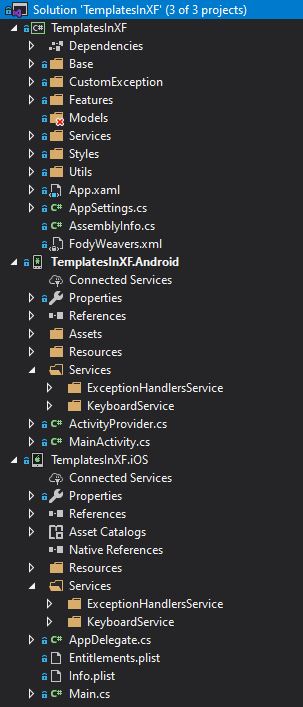 Solution 'TemplatesInXF' (3 of 3 projects)
C# TemplatesInXF
Dependencies
Base
CustomException
Features
Models
Services
Styles
Utils
App.xaml
C# AppSettings.cs
C# AssemblyInfo.cs
FodyWeavers.xml
TemplatesInXF.Android
Connected Services
Properties
References
Assets
Resources
Services
ExceptionHandlersService
KeyboardService
C# ActivityProvider.cs
C# MainActivity.cs
TemplatesInXF.iOS
Connected Services
Properties
References
Asset Catalogs
Native References
Resources
Services
ExceptionHandlersService
KeyboardService
C# AppDelegate.cs
Entitlements.plist
Info.plist
C# Main.cs